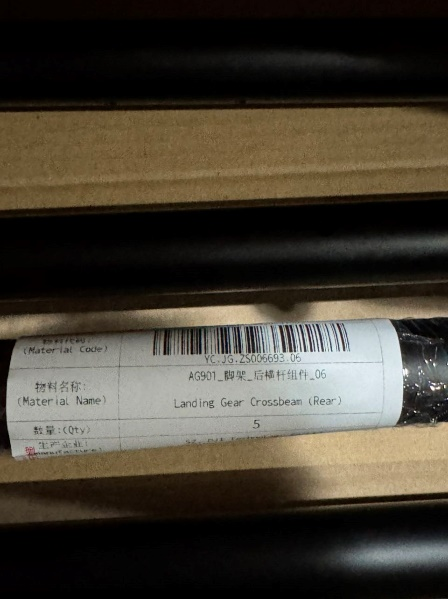 (Material Code)
YC.JG.ZS006693.06
物料名称:
AG901_脚架_后横杆组件_06
(Material Name)
Landing Gear Crossbeam (Rear)
数量:(Qty)
5